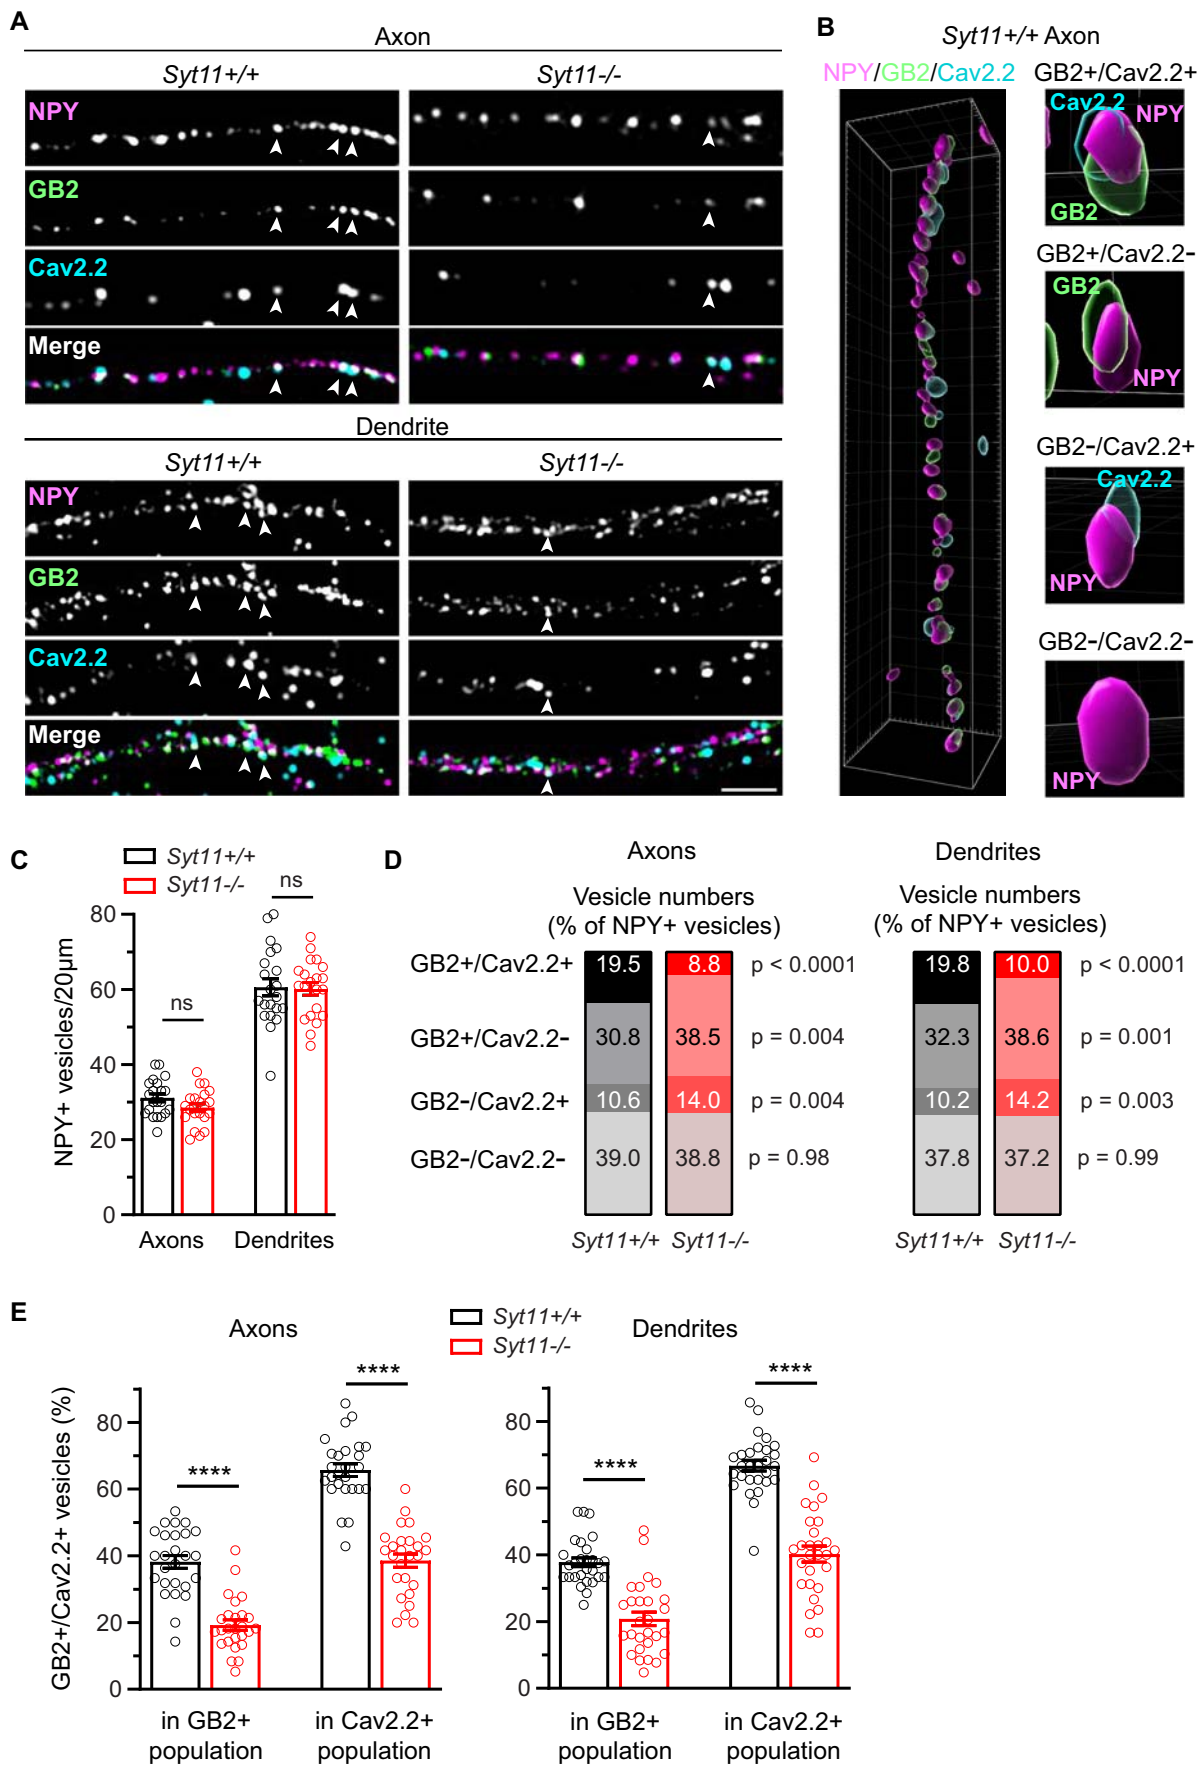 A
Axon
Syt11+/+ Syt11-/-
NPY
GB2
Cav2.2
Merge
Dendrite
Syt11+/+ Syt11-/-
NPY
GB2
Cav2.2
Merge
B
Syt11+/+ Axon
NPY/GB2/Cav2.2
GB2+/Cav2.2+
Cav2.2
NPY
GB2
GB2+/Cav2.2-
GB2
NPY
GB2-/Cav2.2+
Cav2.2
NPY
GB2-/Cav2.2-
NPY
C
Syt11+/+
Syt11-/-
NPY+ vesicles/20µm
80
60
40
20
0
ns
ns
Axons Dendrites
D
Axons Dendrites
Vesicle numbers
(% of NPY+ vesicles)
Vesicle numbers
(% of NPY+ vesicles)
GB2+/Cav2.2+ 19.5 8.8 p < 0.0001 19.8 10.0 p < 0.0001
GB2+/Cav2.2- 30.8 38.5 p = 0.004 32.3 38.6 p = 0.001
GB2-/Cav2.2+ 10.6 14.0 p = 0.004 10.2 14.2 p = 0.003
GB2-/Cav2.2- 39.0 38.8 p = 0.98 37.8 37.2 p = 0.99
Syt11+/+ Syt11-/- Syt11+/+ Syt11-/-
E
Axons
Syt11+/+
Syt11-/-
Dendrites
GB2+/Cav2.2+ vesicles (%)
80
60
40
20
0
****
****
in GB2+
population
in Cav2.2+
population
80
60
40
20
0
****
****
in GB2+
population
in Cav2.2+
population